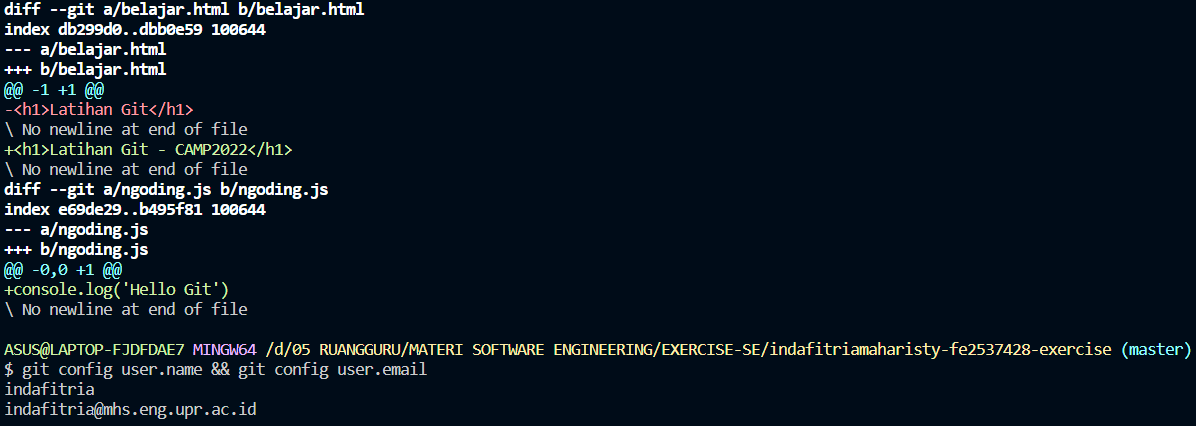 diff --git a/belajar.html b/belajar.html
index db299d0..dbb0e59 100644
--- a/belajar.html
+++ b/belajar.html
@@ -1 +1 @@
-<h1>Latihan Git</h1>
\ No newline at end of file
+<h1>Latihan Git - CAMP2022</h1>
\ No newline at end of file
diff --git a/ngoding.js b/ngoding.js
index e69de29..b495f81 100644
--- a/ngoding.js
+++ b/ngoding.js
@@ -0,0 +1 @@
+console.log('Hello Git')
\ No newline at end of file
ASUS@LAPTOP-FJDFDAE7 MINGW64 /d/05 RUANGGURU/MATERI SOFTWARE ENGINEERING/EXERCISE-SE/indafitriamaharisty-fe2537428-exercise (master)
$ git config user.name && git config user.email
indafitria
indafitria@mhs.eng.upr.ac.id